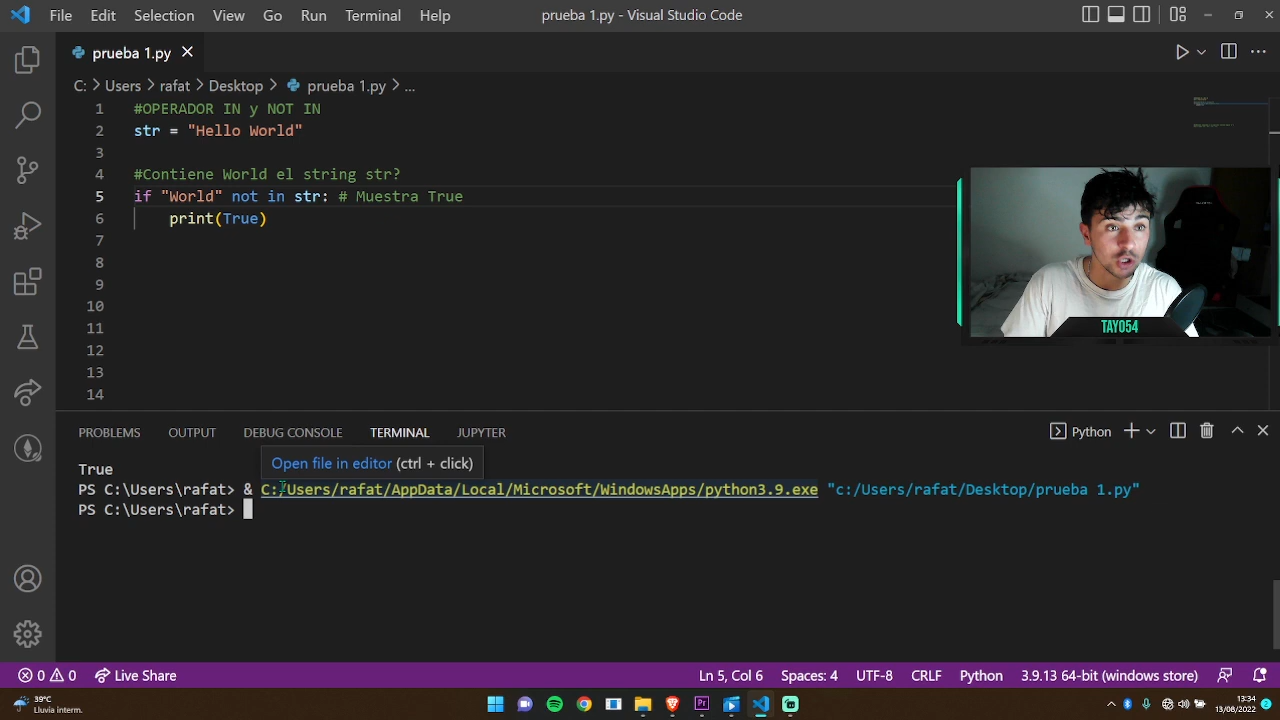 File Edit Selection View Go Run Terminal Help prueba 1.py - Visual Studio Code
prueba 1.py
C: > Users > rafat > Desktop > prueba 1.py > ...
1 #OPERADOR IN y NOT IN
2 str = "Hello World"
3
4 #Contiene World el string str?
5 if "World" not in str: # Muestra True
6 print(True)
7
8
9
10
11
12
13
14
TAYO54
PROBLEMS OUTPUT DEBUG CONSOLE TERMINAL JUPYTER Python
Open file in editor (ctrl + click)
True
PS C:\Users\rafat> & C:/Users/rafat/AppData/Local/Microsoft/WindowsApps/python3.9.exe "c:/Users/rafat/Desktop/prueba 1.py"
PS C:\Users\rafat>
0 0 Live Share Ln 5, Col 6 Spaces: 4 UTF-8 CRLF Python 3.9.13 64-bit (windows store)
39°C
Lluvia interm.
13:34
13/06/2022
2